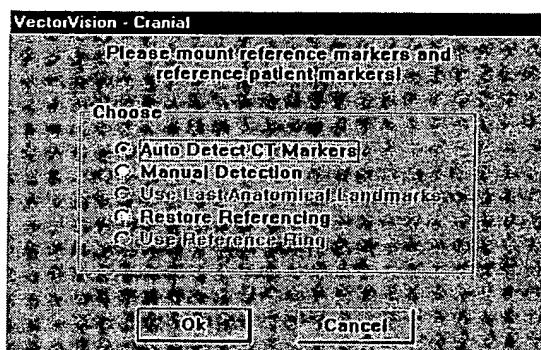 VectorVision - Cranial
Please mount reference markers and
reference patient markers!
Choose
Auto Detect CT Markers
Manual Detection
Use Last Anatomical Landmarks
Restore Referencing
Use Reference Ring
Ok
Cancel